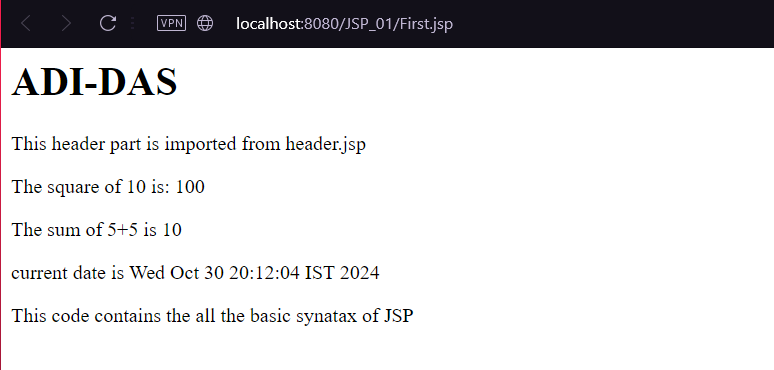 VPN localhost:8080/JSP_01/First.jsp
ADI-DAS
This header part is imported from header.jsp
The square of 10 is: 100
The sum of 5+5 is 10
current date is Wed Oct 30 20:12:04 IST 2024
This code contains the all the basic synatax of JSP